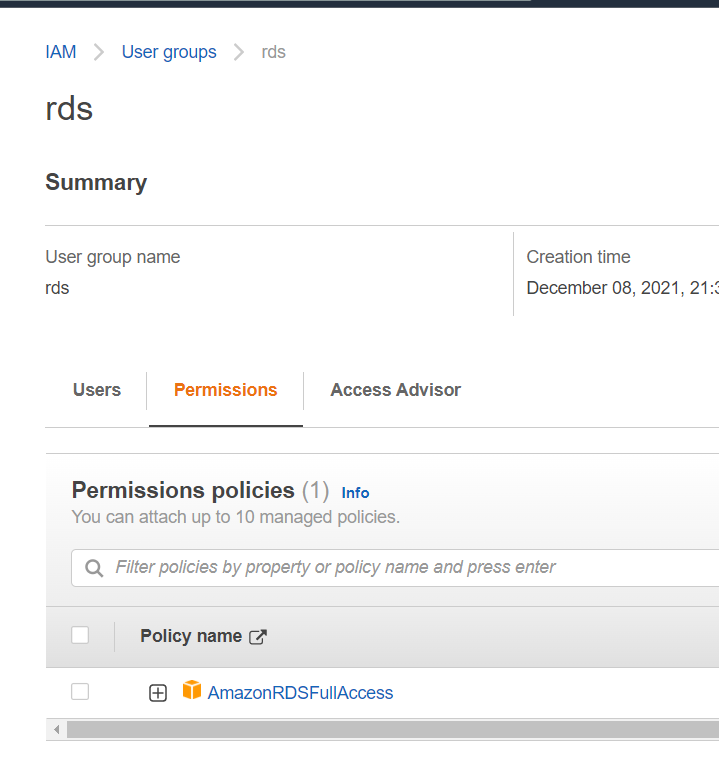 IAM > User groups > rds
rds
Summary
User group name
rds
Creation time
December 08, 2021, 21:3
Users
Permissions
Access Advisor
Permissions policies (1) Info
You can attach up to 10 managed policies.
Filter policies by property or policy name and press enter
Policy name
AmazonRDSFullAccess